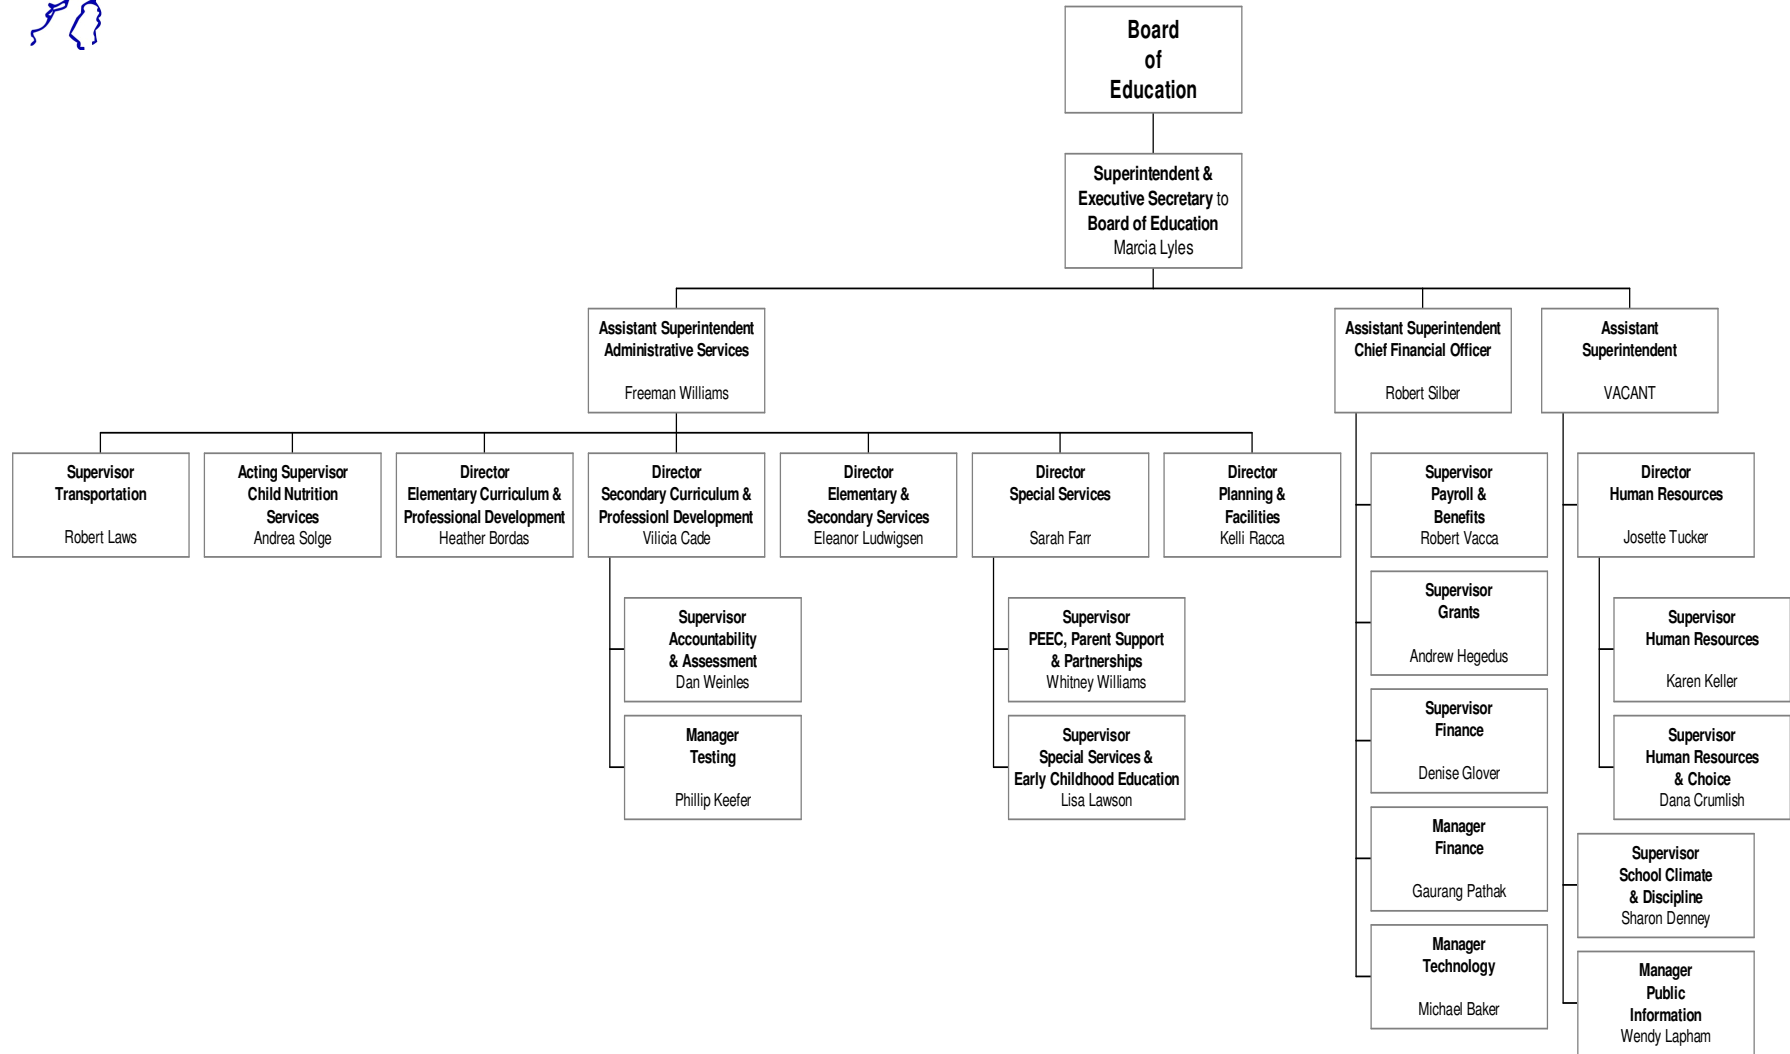 Board
of
Education
Superintendent &
Executive Secretary to
Board of Education
Marcia Lyles
Assistant Superintendent
Administrative Services
Freeman Williams
Assistant Superintendent
Chief Financial Officer
Robert Silber
Assistant
Superintendent
VACANT
Supervisor
Transportation
Robert Laws
Acting Supervisor
Child Nutrition
Services
Andrea Solge
Director
Elementary Curriculum &
Professional Development
Heather Bordas
Director
Secondary Curriculum &
Professionl Development
Vilicia Cade
Director
Elementary &
Secondary Services
Eleanor Ludwigsen
Director
Special Services
Sarah Farr
Director
Planning &
Facilities
Kelli Racca
Supervisor
Payroll &
Benefits
Robert Vacca
Director
Human Resources
Josette Tucker
Supervisor
Accountability
& Assessment
Dan Weinles
Manager
Testing
Phillip Keefer
Supervisor
PEEC, Parent Support
& Partnerships
Whitney Williams
Supervisor
Special Services &
Early Childhood Education
Lisa Lawson
Supervisor
Grants
Andrew Hegedus
Supervisor
Finance
Denise Glover
Manager
Finance
Gaurang Pathak
Manager
Technology
Michael Baker
Supervisor
Human Resources
Karen Keller
Supervisor
Human Resources
& Choice
Dana Crumlish
Supervisor
School Climate
& Discipline
Sharon Denney
Manager
Public
Information
Wendy Lapham